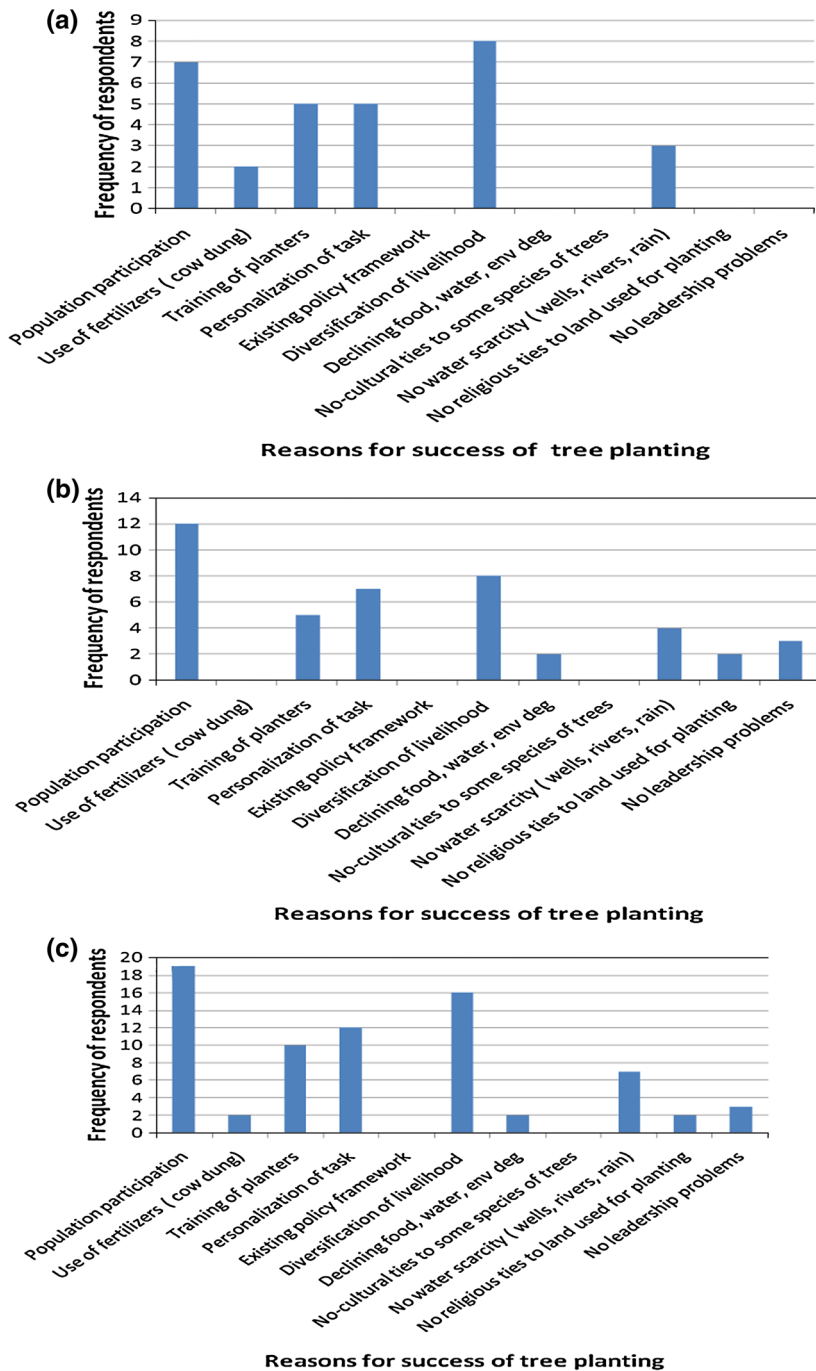 (a)
Frequency of respondents
9
8
7
6
5
4
3
2
1
0
Population participation
Use of fertilizers ( cow dung)
Training of planters
Personalization of task
Existing policy framework
Diversification of livelihood
Declining food, water, env deg
No-cultural ties to some species of trees
No water scarcity ( wells, rivers, rain)
No religious ties to land used for planting
No leadership problems
Reasons for success of tree planting
(b)
Frequency of respondents
14
12
10
8
6
4
2
0
Population participation
Use of fertilizers ( cow dung)
Training of planters
Personalization of task
Existing policy framework
Diversification of livelihood
Declining food, water, env deg
No-cultural ties to some species of trees
No water scarcity ( wells, rivers, rain)
No religious ties to land used for planting
No leadership problems
Reasons for success of tree planting
(c)
Frequency of respondents
20
18
16
14
12
10
8
6
4
2
0
Population participation
Use of fertilizers ( cow dung)
Training of planters
Personalization of task
Existing policy framework
Diversification of livelihood
Declining food, water, env deg
No-cultural ties to some species of trees
No water scarcity ( wells, rivers, rain)
No religious ties to land used for planting
No leadership problems
Reasons for success of tree planting